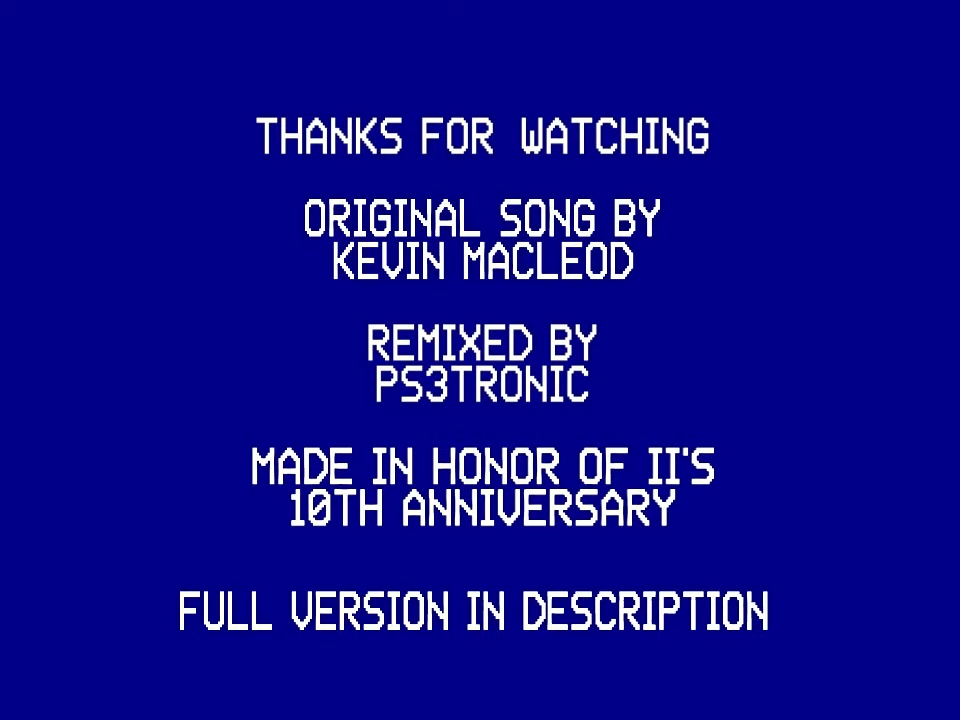 THANKS FOR WATCHING
ORIGINAL SONG BY
KEVIN MACLEOD
REMIXED BY
PS3TRONIC
MADE IN HONOR OF II'S
10TH ANNIVERSARY
FULL VERSION IN DESCRIPTION